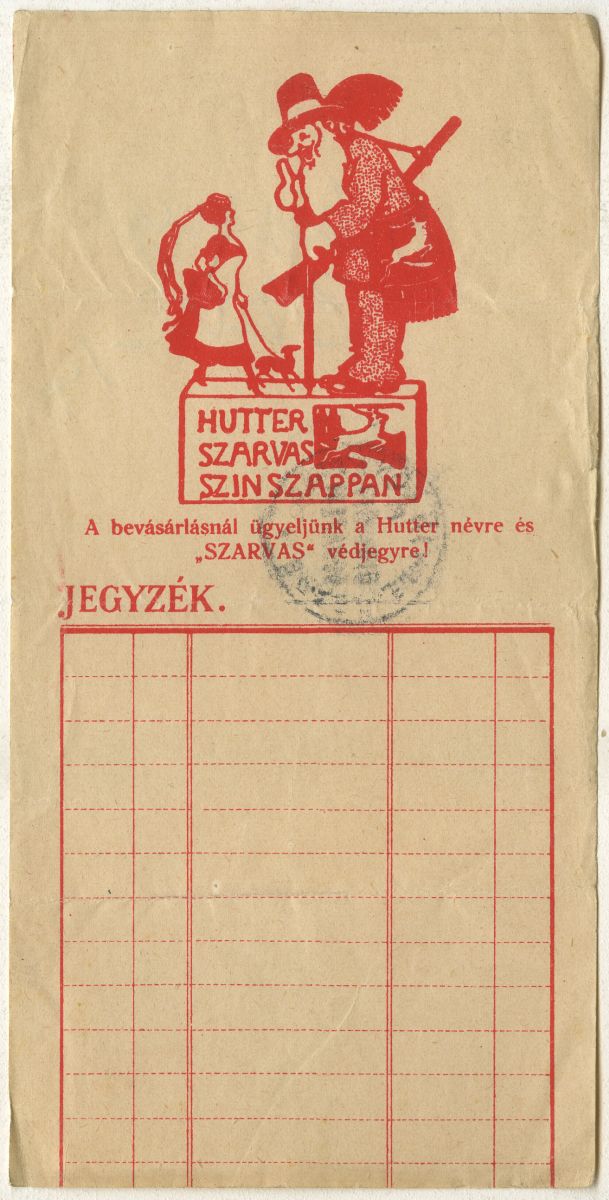 HUTTER
SZARVAS
SZIN SZAPPAN
A bevásárlásnál ügyeljünk a Hutter névre és
„SZARVAS“ védjegyre!
JEGYZÉK.